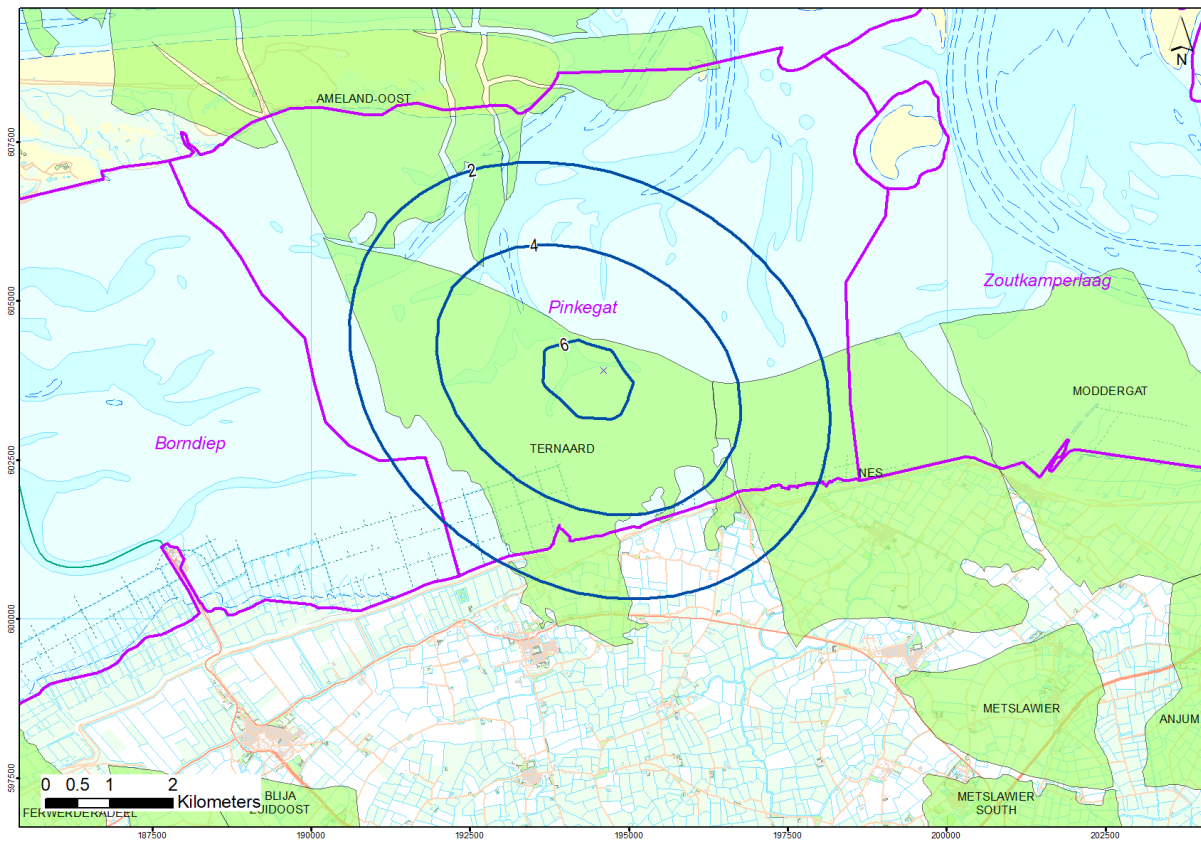 N
AMELAND-OOST
607500
2
4
Pinkegat
Zoutkamperlaag
605000
6
MODDERGAT
Borndiep
TERNAARD
602500
NES
600000
METSLAWIER
ANJUM
597500
0 0.5 1 2
Kilometers
BLIJA
ZUIDOOST
FERWERDERADEEL
METSLAWIER
SOUTH
187500 190000 192500 195000 197500 200000 202500